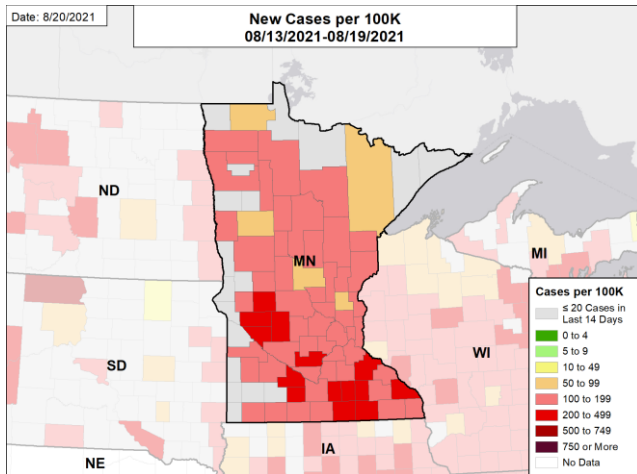 Date: 8/20/2021
New Cases per 100K
08/13/2021-08/19/2021
ND
MN
MI
SD
WI
NE
IA
Cases per 100K
≤ 20 Cases in
Last 14 Days
0 to 4
5 to 9
10 to 49
50 to 99
100 to 199
200 to 499
500 to 749
750 or More
No Data